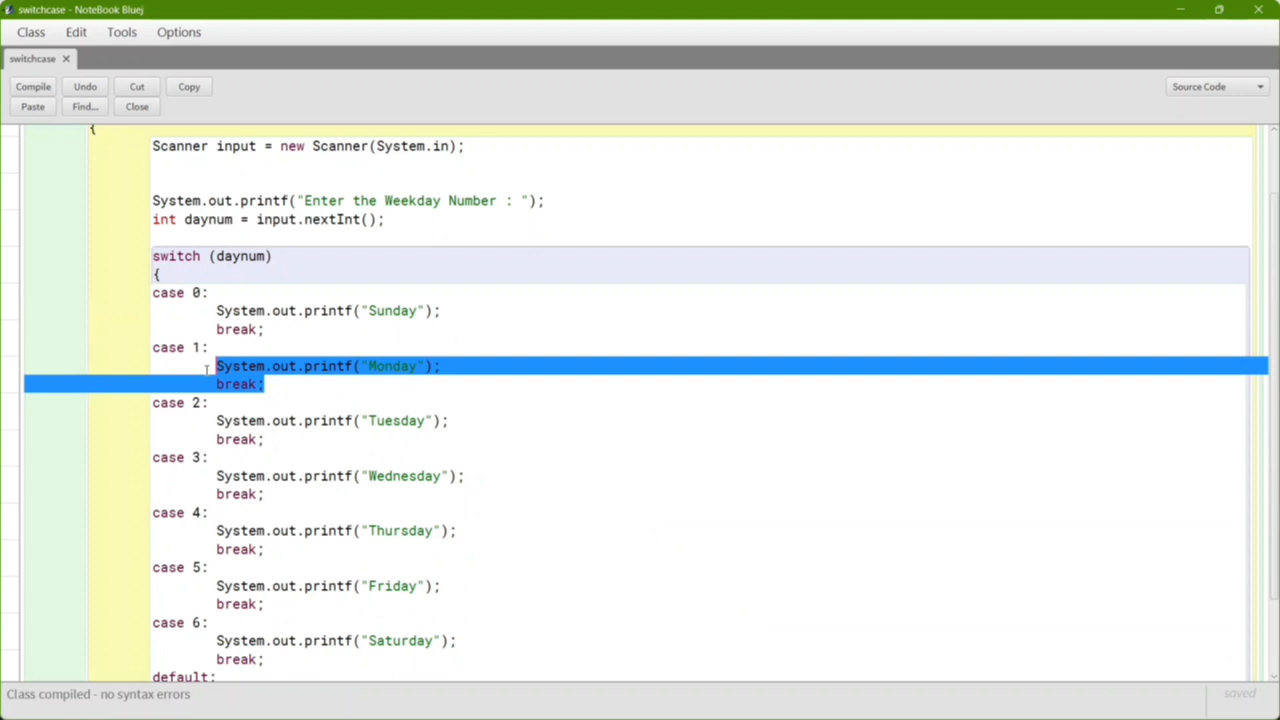 switchcase - NoteBook Bluej
Class Edit Tools Options
switchcase ✕
Compile Undo Cut Copy
Source Code
Paste Find... Close
{
Scanner input = new Scanner(System.in);
System.out.printf("Enter the Weekday Number : ");
int daynum = input.nextInt();
switch (daynum)
{
case 0:
System.out.printf("Sunday");
break;
case 1:
System.out.printf("Monday");
break;
case 2:
System.out.printf("Tuesday");
break;
case 3:
System.out.printf("Wednesday");
break;
case 4:
System.out.printf("Thursday");
break;
case 5:
System.out.printf("Friday");
break;
case 6:
System.out.printf("Saturday");
break;
default:
Class compiled - no syntax errors
saved